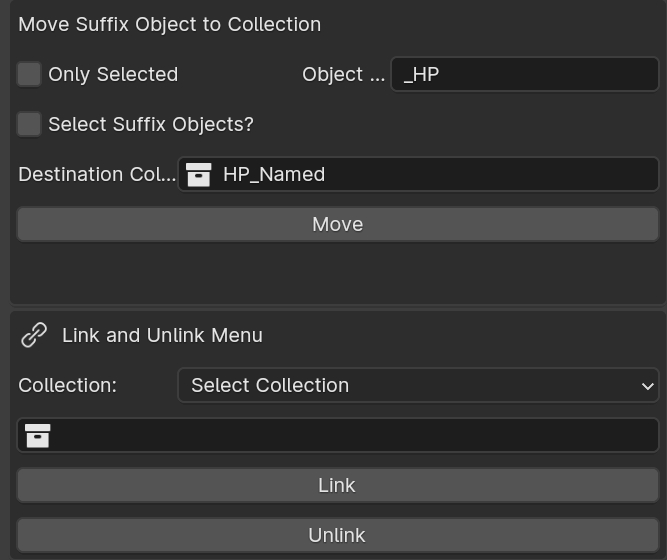 Move Suffix Object to Collection
Only Selected Object ... _HP
Select Suffix Objects?
Destination Col... HP_Named
Move
Link and Unlink Menu
Collection: Select Collection
Link
Unlink